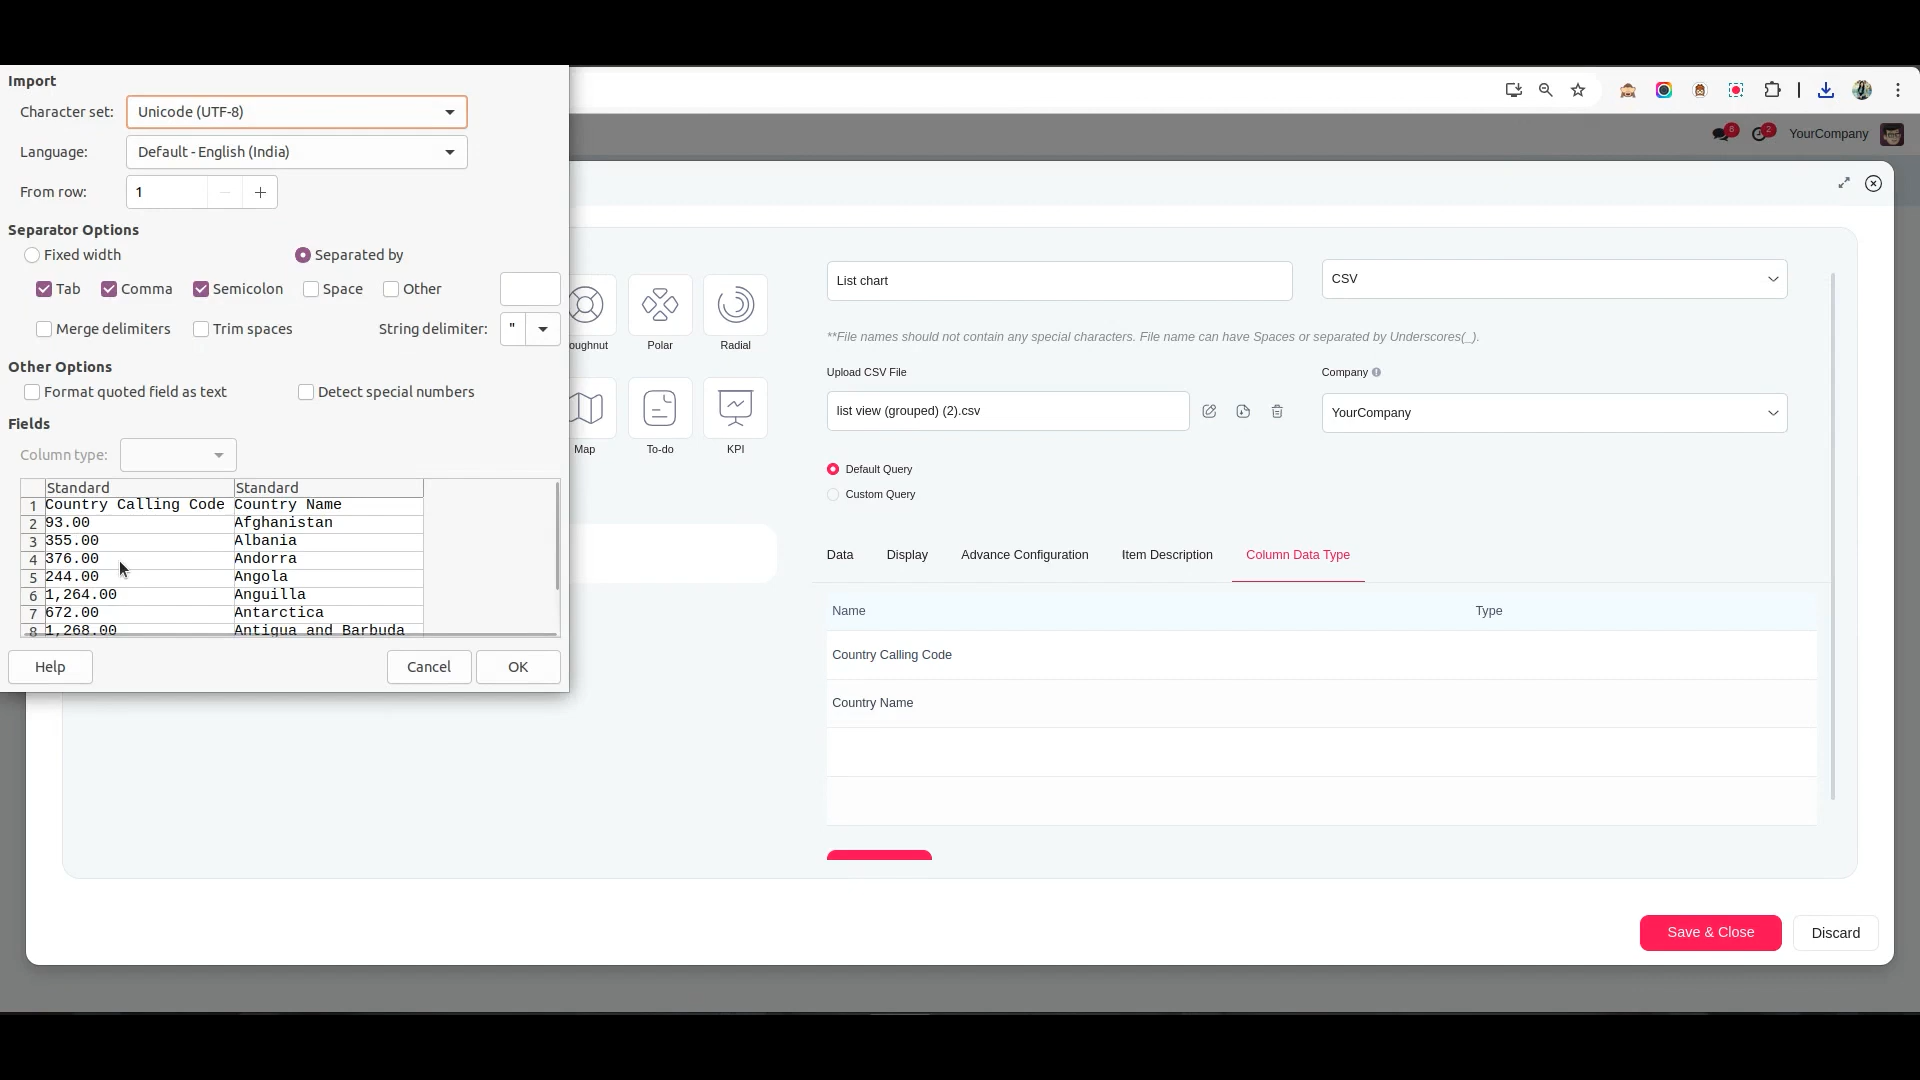 Import
Character set: Unicode (UTF-8)
Language: Default - English (India)
From row: 1
Separator Options
Fixed width Separated by
Tab Comma Semicolon Space Other
Merge delimiters Trim spaces String delimiter: "
Other Options
Format quoted field as text Detect special numbers
Fields
Column type:
Standard Standard
1 Country Calling Code Country Name
2 93.00 Afghanistan
3 355.00 Albania
4 376.00 Andorra
5 244.00 Angola
6 1,264.00 Anguilla
7 672.00 Antarctica
8 1,268.00 Antigua and Barbuda
Help Cancel OK
6 2 YourCompany
oughnut Polar Radial
Map To-do KPI
List chart CSV
**File names should not contain any special characters. File name can have Spaces or separated by Underscores(_).
Upload CSV File Company
list view (grouped) (2).csv YourCompany
Default Query
Custom Query
Data Display Advance Configuration Item Description Column Data Type
Name Type
Country Calling Code
Country Name
Save & Close Discard